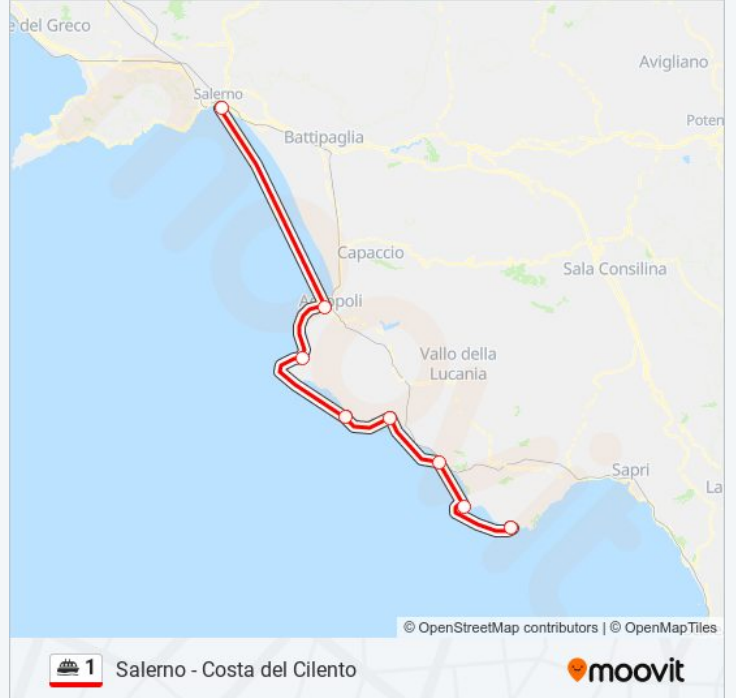 e del Greco
Avigliano
Salerno
Poten
Battipaglia
Capaccio
Sala Consilina
Agropoli
Vallo della
Lucania
Sapri
La
moovit
© OpenStreetMap contributors | © OpenMapTiles
1 Salerno - Costa del Cilento
moovit